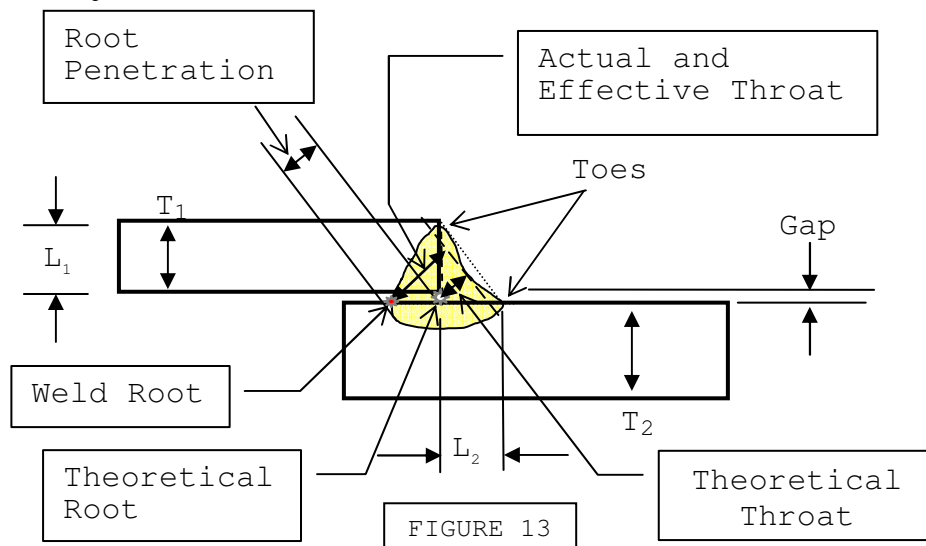 Root
Penetration
Actual and
Effective Throat
Toes
T1
Gap
L1
Weld Root
T2
L2
Theoretical
Root
Theoretical
Throat
FIGURE 13